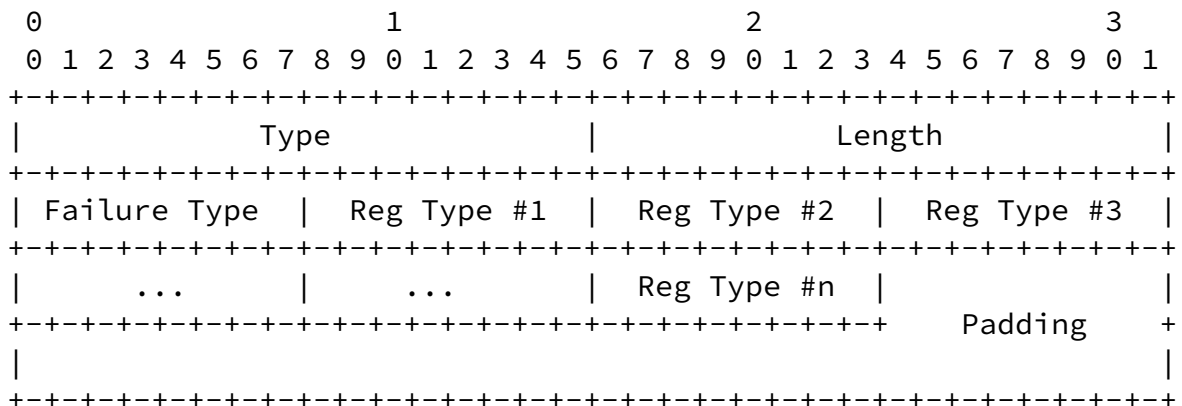 0                   1                   2                   3
 0 1 2 3 4 5 6 7 8 9 0 1 2 3 4 5 6 7 8 9 0 1 2 3 4 5 6 7 8 9 0 1
+-+-+-+-+-+-+-+-+-+-+-+-+-+-+-+-+-+-+-+-+-+-+-+-+-+-+-+-+-+-+-+-+
|             Type              |             Length            |
+-+-+-+-+-+-+-+-+-+-+-+-+-+-+-+-+-+-+-+-+-+-+-+-+-+-+-+-+-+-+-+-+
| Failure Type  |  Reg Type #1  |  Reg Type #2  |  Reg Type #3  |
+-+-+-+-+-+-+-+-+-+-+-+-+-+-+-+-+-+-+-+-+-+-+-+-+-+-+-+-+-+-+-+-+
|      ...      |     ...       |  Reg Type #n  |               |
+-+-+-+-+-+-+-+-+-+-+-+-+-+-+-+-+-+-+-+-+-+-+-+-+    Padding    +
|                                                               |
+-+-+-+-+-+-+-+-+-+-+-+-+-+-+-+-+-+-+-+-+-+-+-+-+-+-+-+-+-+-+-+-+